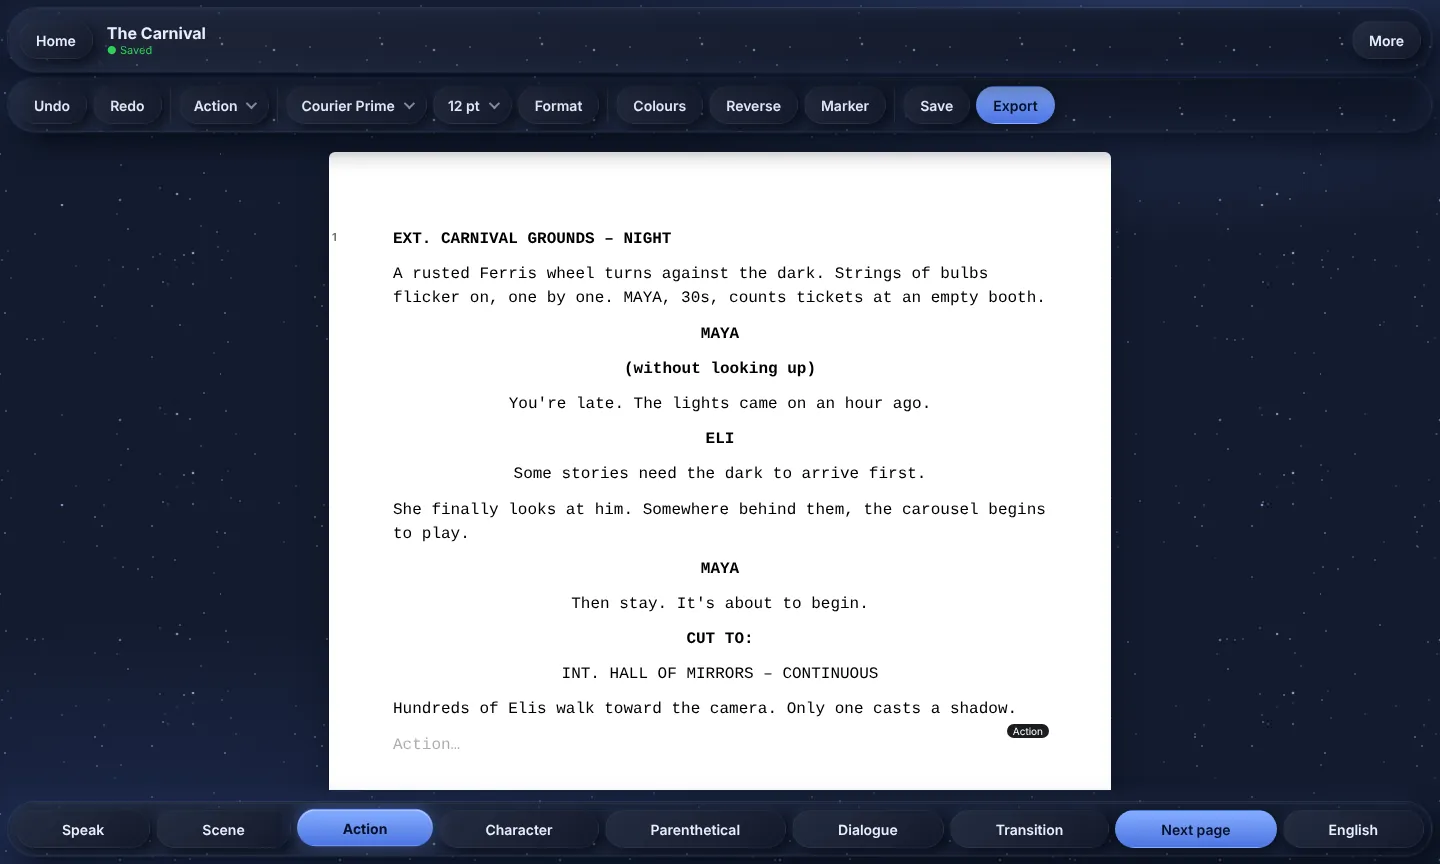 Home
The Carnival
Saved
More
Undo
Redo
Action
Courier Prime
12 pt
Format
Colours
Reverse
Marker
Save
Export
1
EXT. CARNIVAL GROUNDS – NIGHT
A rusted Ferris wheel turns against the dark. Strings of bulbs
flicker on, one by one. MAYA, 30s, counts tickets at an empty booth.
MAYA
(without looking up)
You're late. The lights came on an hour ago.
ELI
Some stories need the dark to arrive first.
She finally looks at him. Somewhere behind them, the carousel begins
to play.
MAYA
Then stay. It's about to begin.
CUT TO:
INT. HALL OF MIRRORS – CONTINUOUS
Hundreds of Elis walk toward the camera. Only one casts a shadow.
Action
Action…
Speak
Scene
Action
Character
Parenthetical
Dialogue
Transition
Next page
English